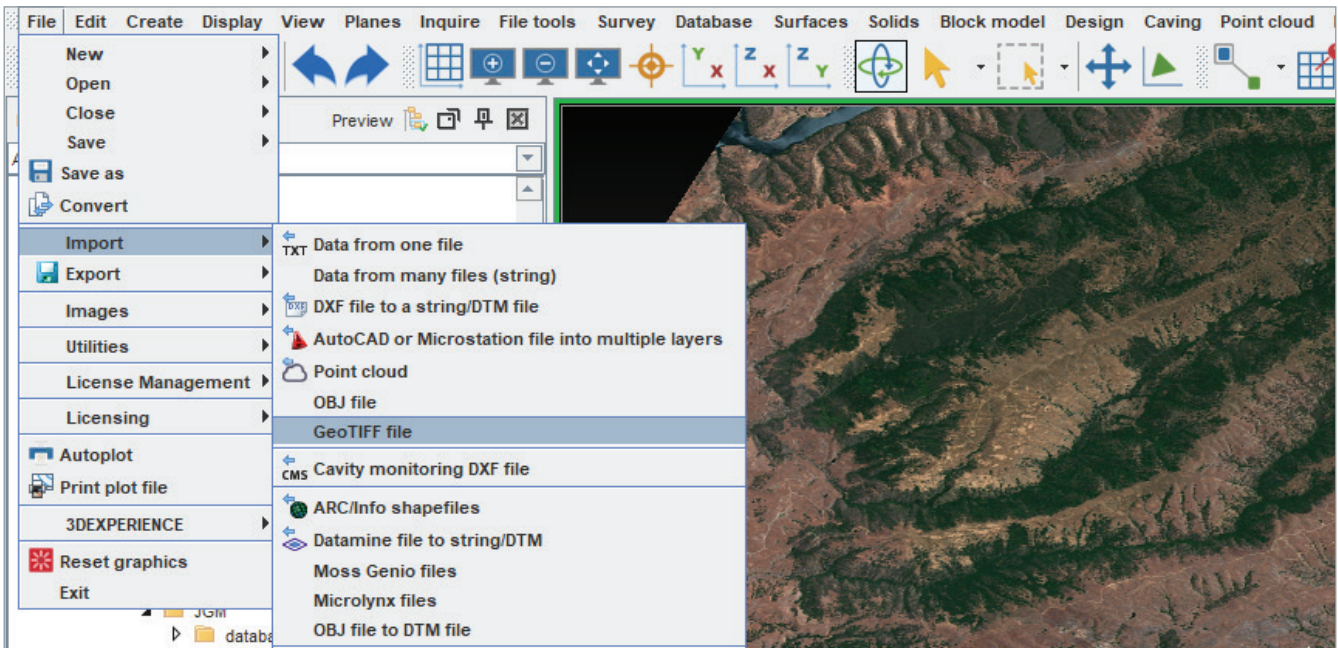 File Edit Create Display View Planes Inquire File tools Survey Database Surfaces Solids Block model Design Caving Point cloud
Y X Z X Z Y
Preview
New
Open
Close
Save
Save as
Convert
Import
Export
Images
Utilities
License Management
Licensing
Autoplot
Print plot file
3DEXPERIENCE
Reset graphics
Exit
TXT Data from one file
Data from many files (string)
DXF DXF file to a string/DTM file
AutoCAD or Microstation file into multiple layers
Point cloud
OBJ file
GeoTIFF file
CMS Cavity monitoring DXF file
ARC/Info shapefiles
Datamine file to string/DTM
Moss Genio files
Microlynx files
OBJ file to DTM file
JGM